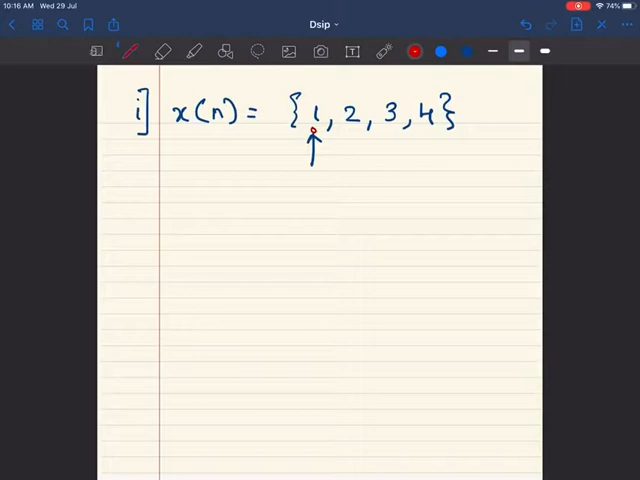 10:16 AM Wed 29 Jul
74%
Dsip
i] x(n) = {1, 2, 3, 4}
↑